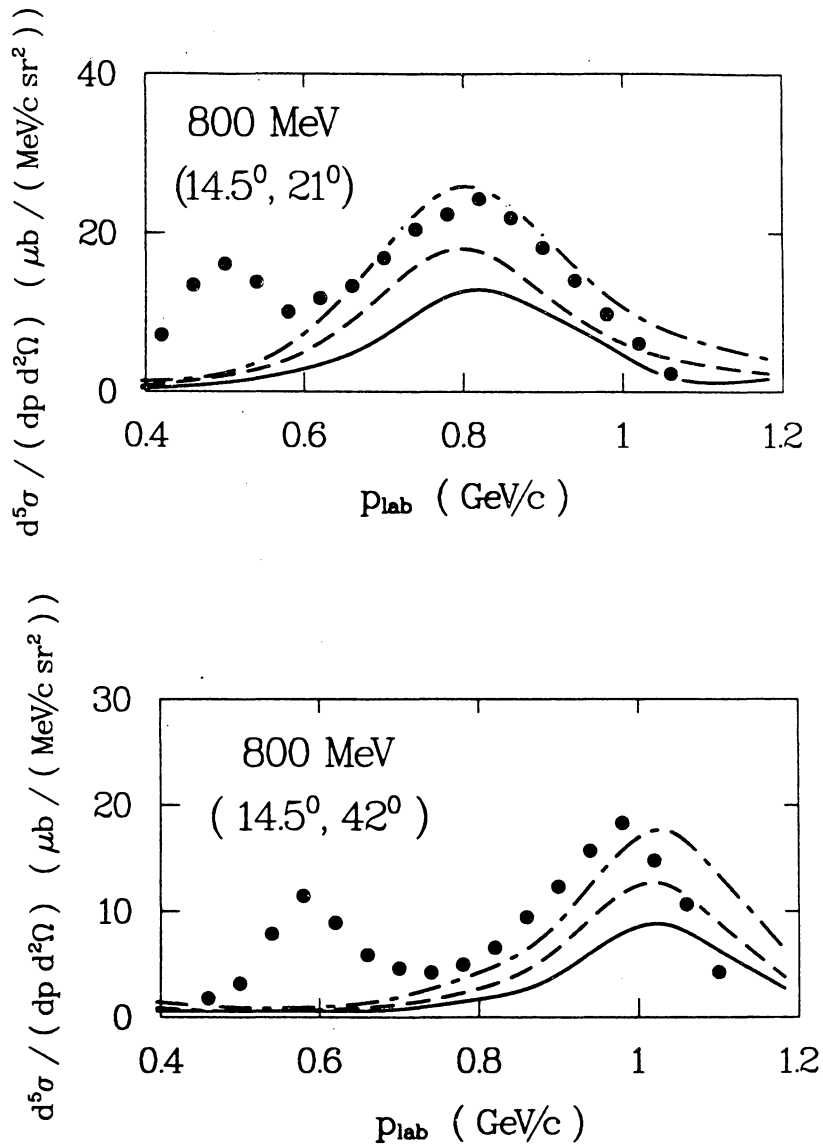 d⁵σ / ( dp d²Ω ) ( μb / ( MeV/c sr² ) )
40
20
0
800 MeV
(14.5⁰, 21⁰)
0.4 0.6 0.8 1 1.2
p_lab ( GeV/c )
d⁵σ / ( dp d²Ω ) ( μb / ( MeV/c sr² ) )
30
20
10
0
800 MeV
( 14.5⁰, 42⁰ )
0.4 0.6 0.8 1 1.2
p_lab ( GeV/c )